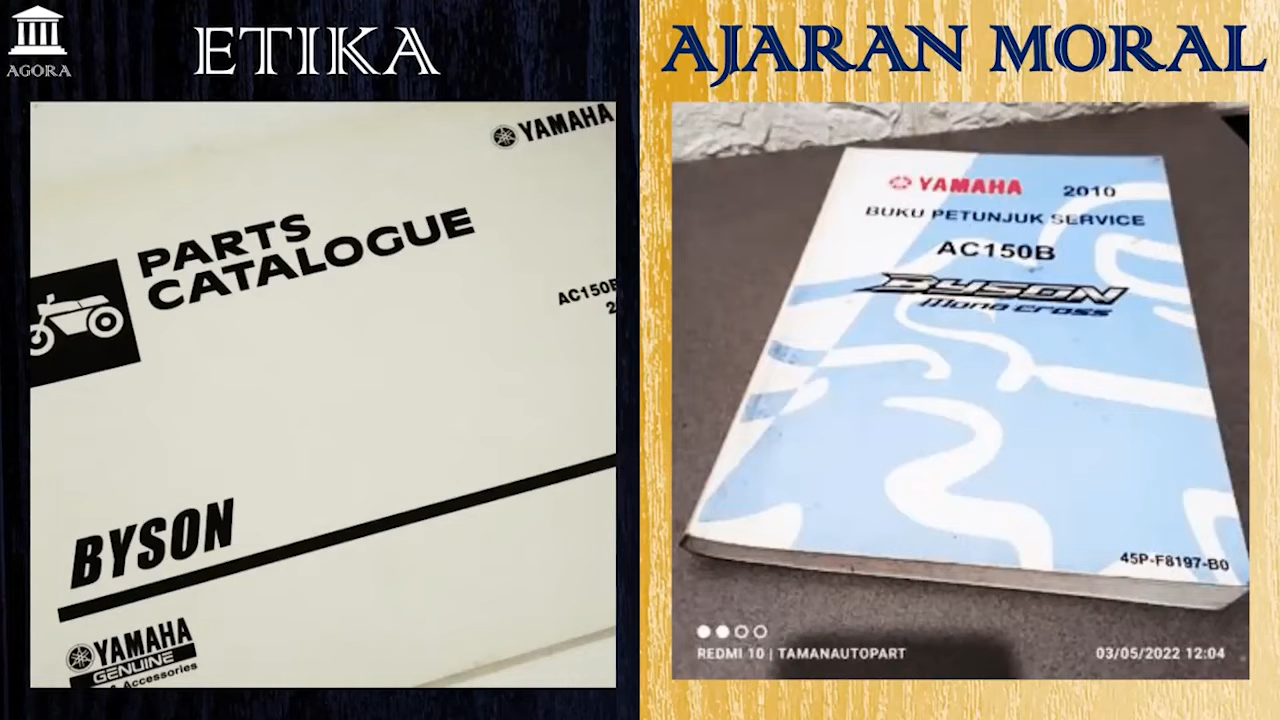 AGORA
ETIKA
YAMAHA
PARTS
CATALOGUE
AC150B
2
BYSON
YAMAHA
GENUINE
& Accessories
AJARAN MORAL
YAMAHA 2010
BUKU PETUNJUK SERVICE
AC150B
BYSON
Mono cross
45P-F8197-B0
REDMI 10 | TAMANAUTOPART
03/05/2022 12:04